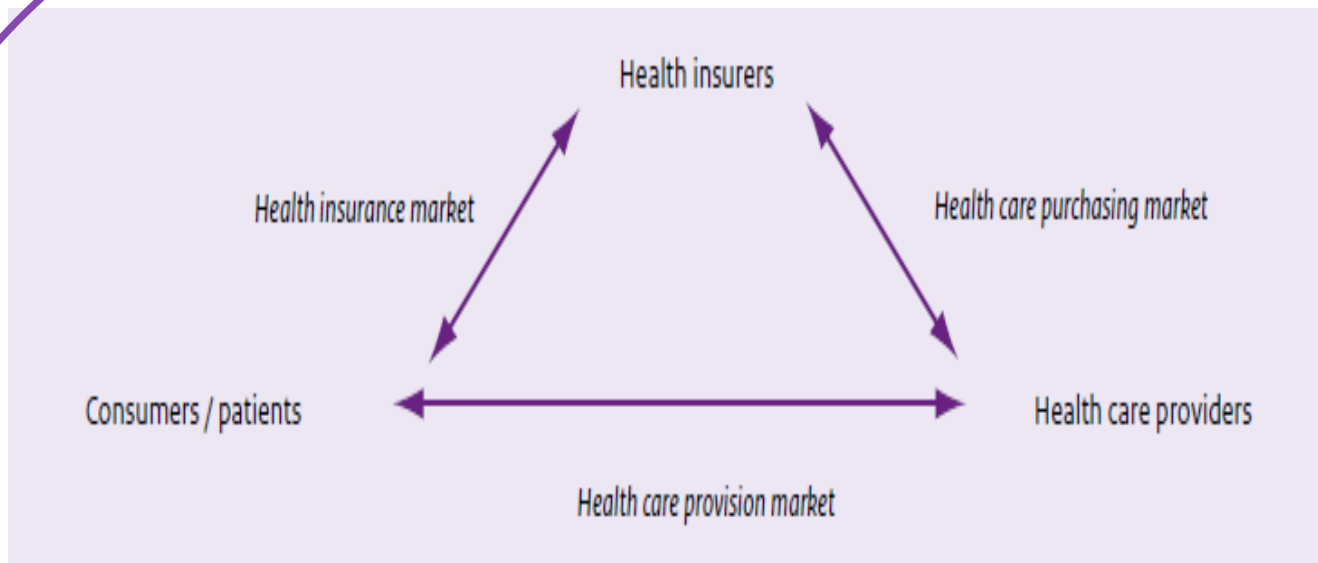 Health insurers
Health insurance market
Health care purchasing market
Consumers / patients
Health care providers
Health care provision market